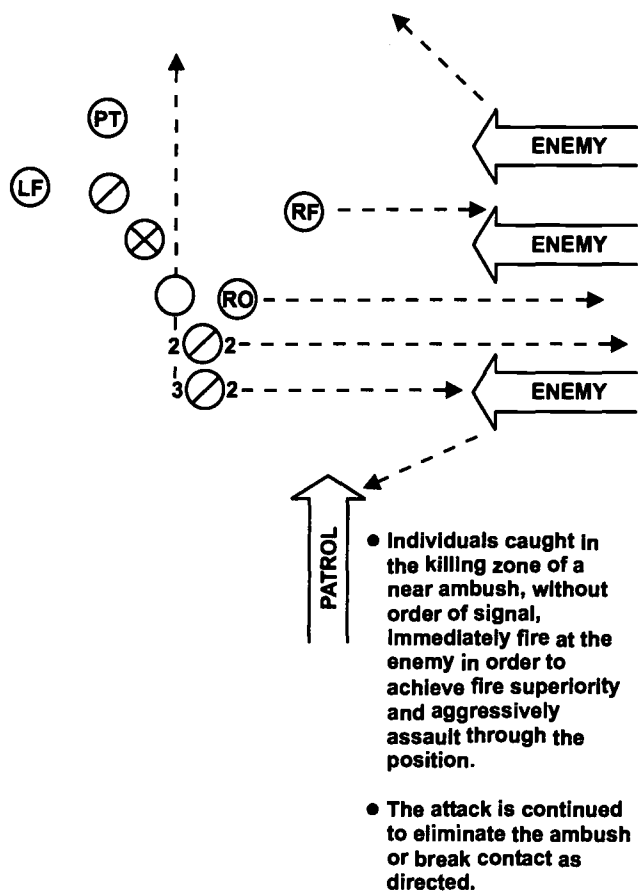 PT
ENEMY
LF
RF
ENEMY
RO
2 2
3 2
ENEMY
PATROL
● Individuals caught in
the killing zone of a
near ambush, without
order of signal,
immediately fire at the
enemy in order to
achieve fire superiority
and aggressively
assault through the
position.
● The attack is continued
to eliminate the ambush
or break contact as
directed.